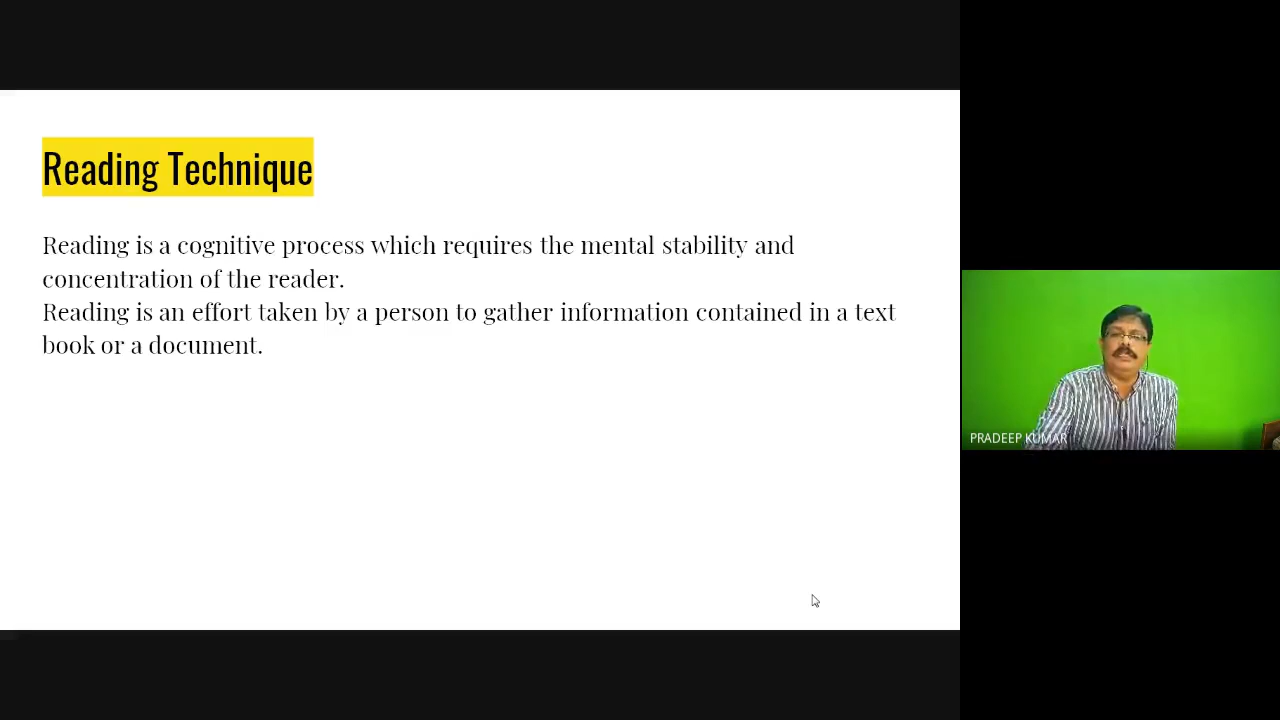 Reading Technique
Reading is a cognitive process which requires the mental stability and
concentration of the reader.
Reading is an effort taken by a person to gather information contained in a text
book or a document.
PRADEEP KUMAR